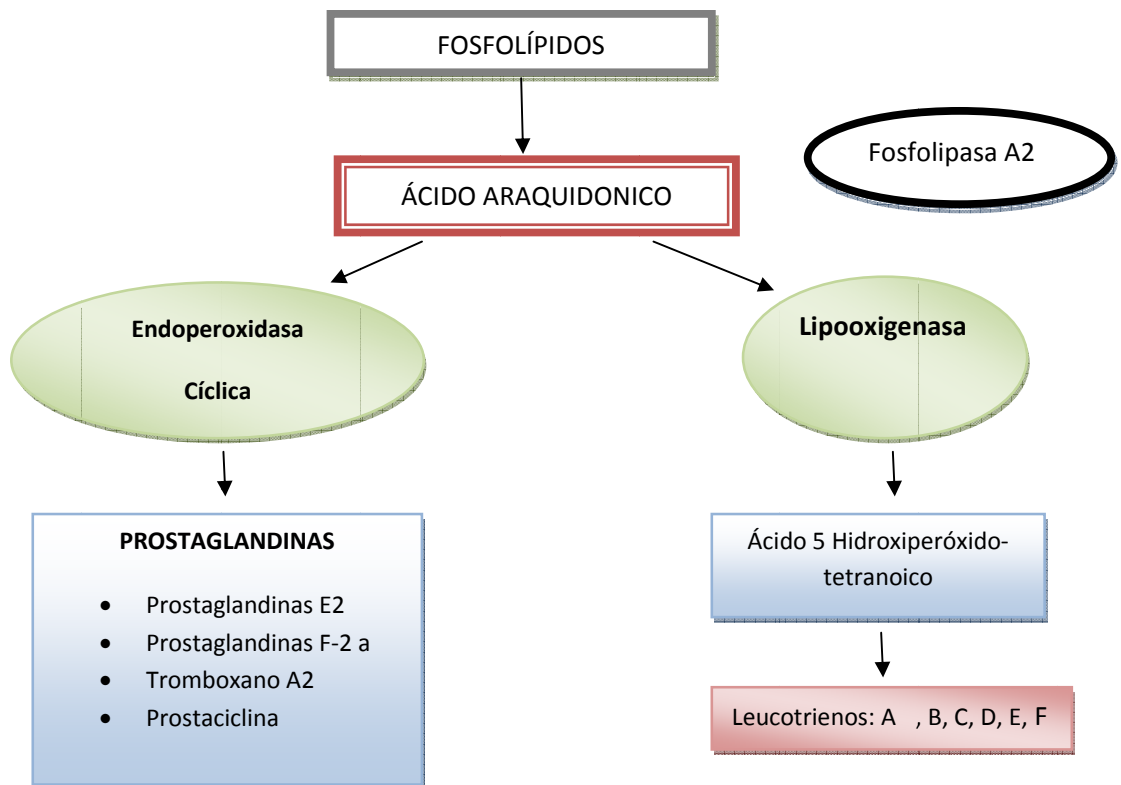 FOSFOLÍPIDOS
Fosfolipasa A2
ÁCIDO ARAQUIDONICO
Endoperoxidasa
Cíclica
Lipooxigenasa
PROSTAGLANDINAS
• Prostaglandinas E2
• Prostaglandinas F-2 a
• Tromboxano A2
• Prostaciclina
Ácido 5 Hidroxiperóxido-
tetranoico
Leucotrienos: A , B, C, D, E, F